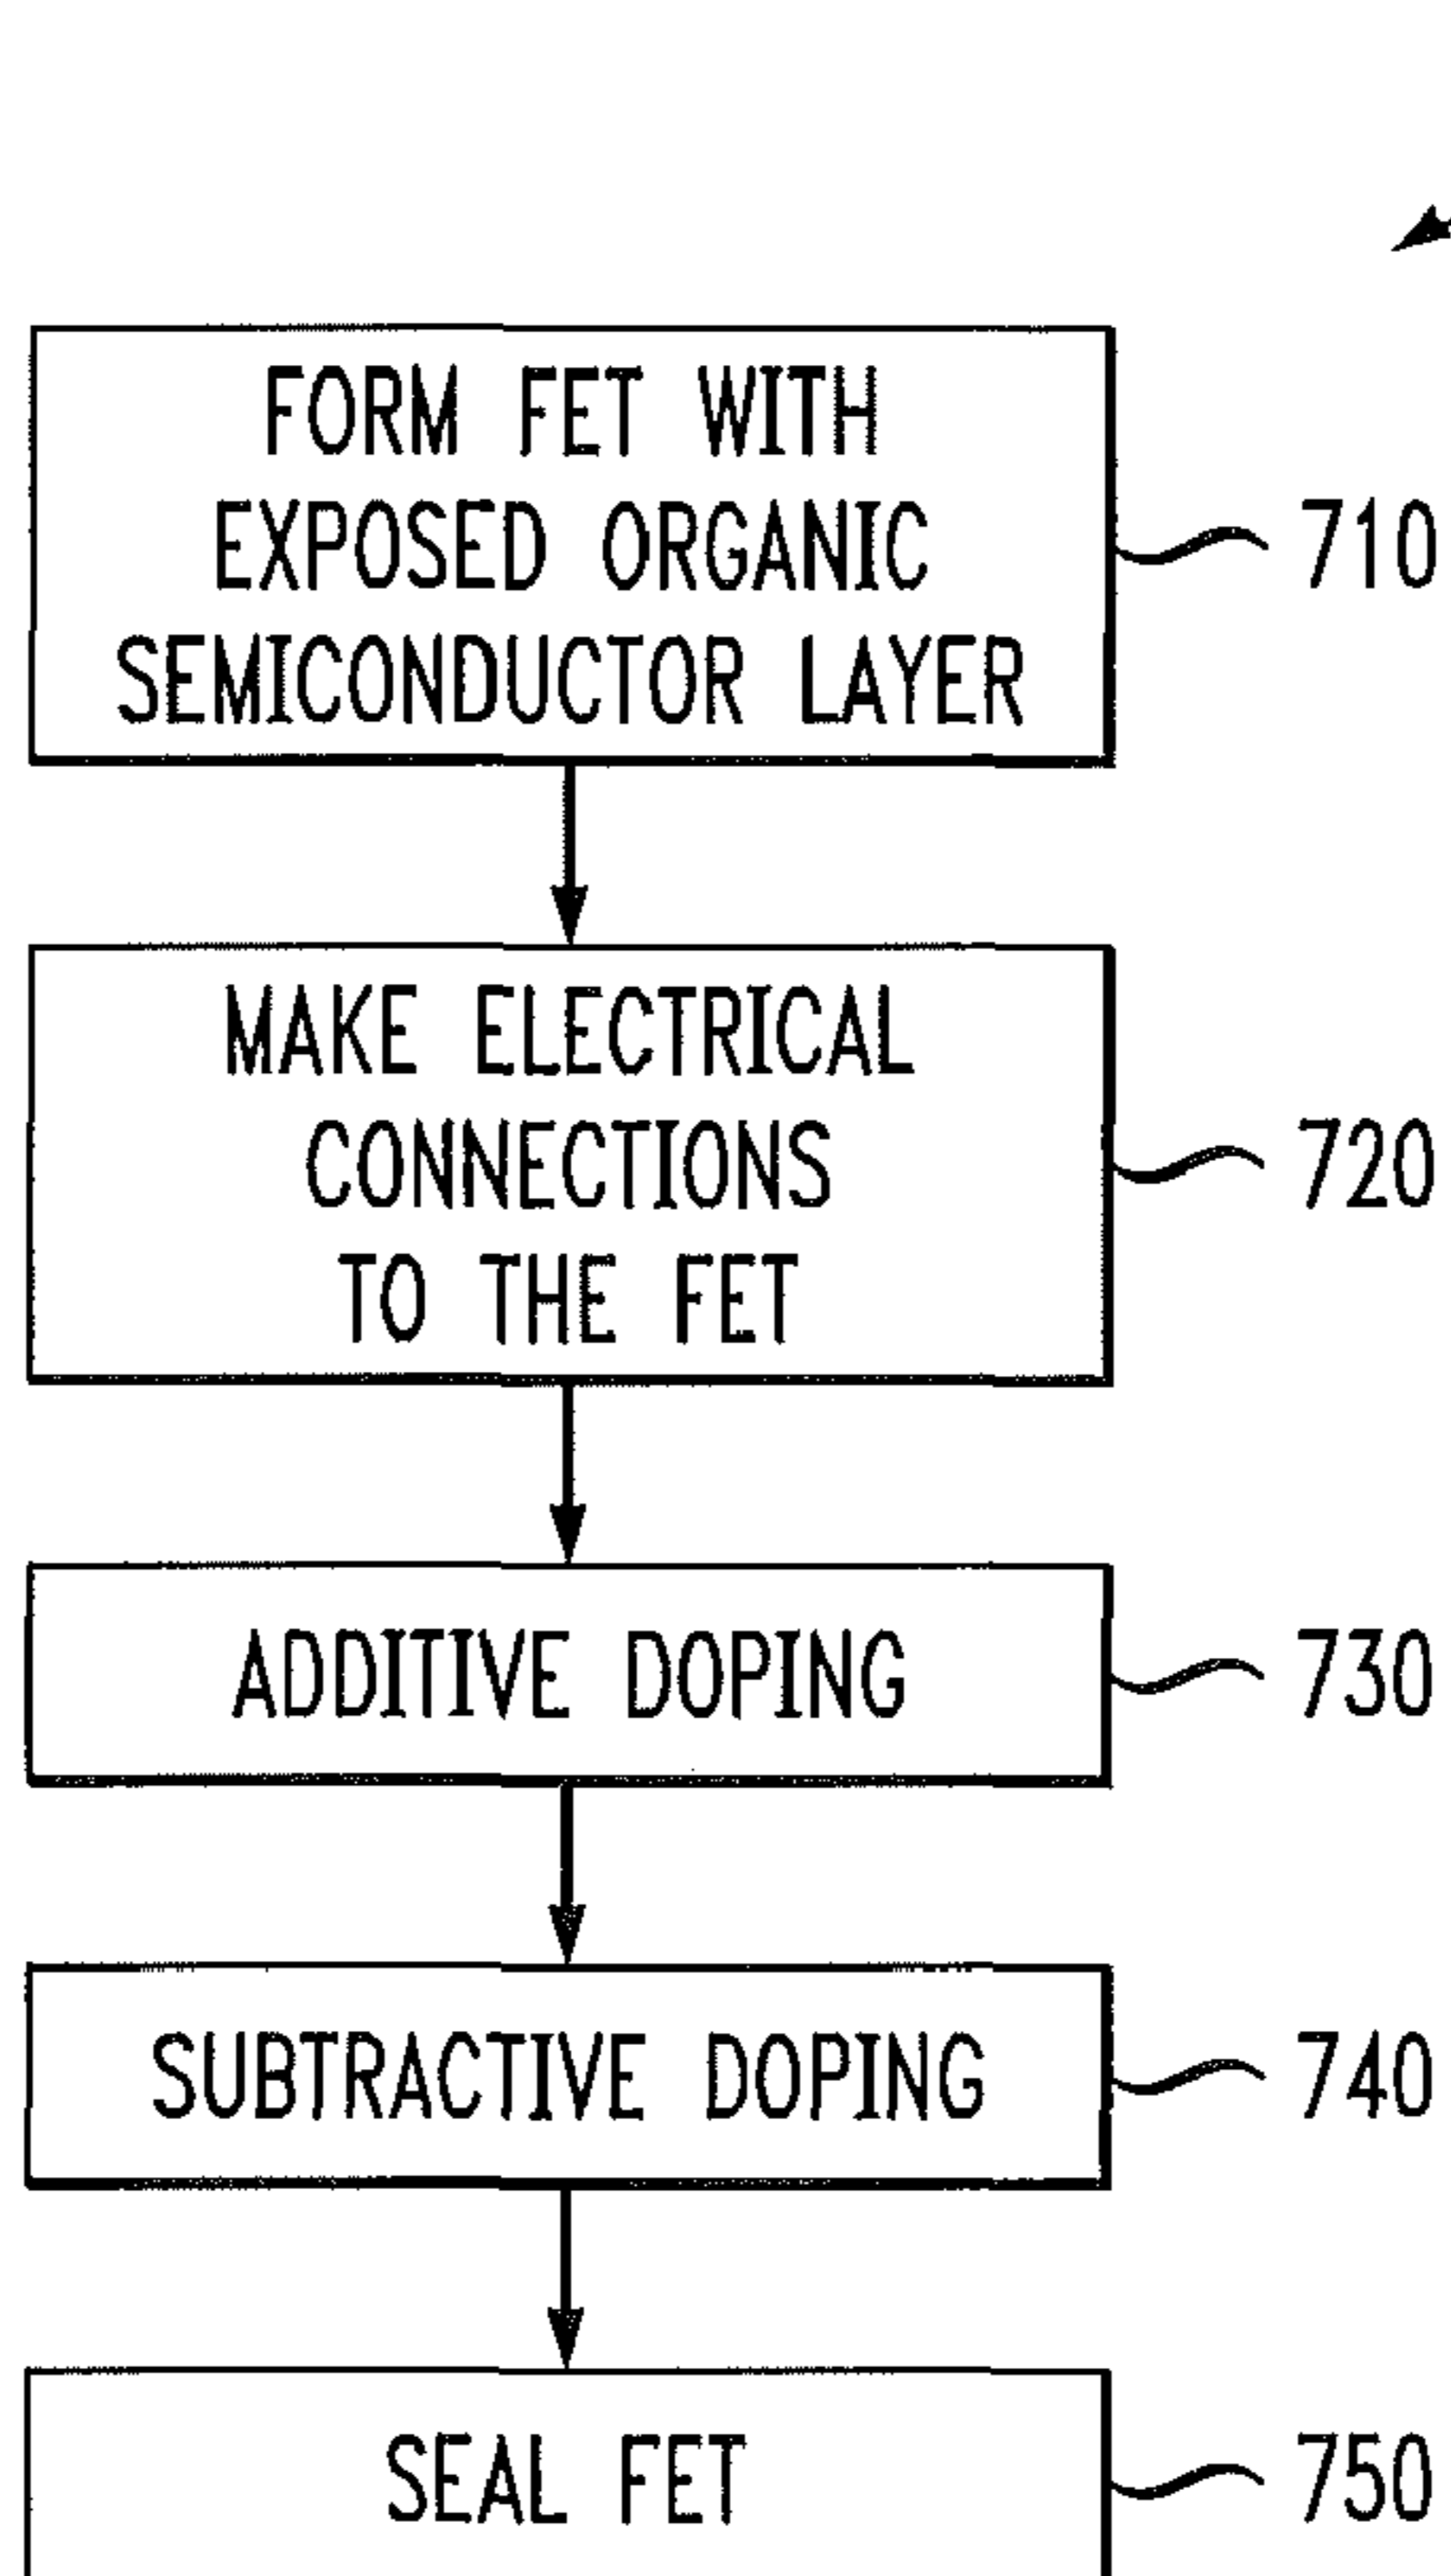 FORM FET WITH
EXPOSED ORGANIC
SEMICONDUCTOR LAYER
710
MAKE ELECTRICAL
CONNECTIONS
TO THE FET
720
ADDITIVE DOPING
730
SUBTRACTIVE DOPING
740
SEAL FET
750